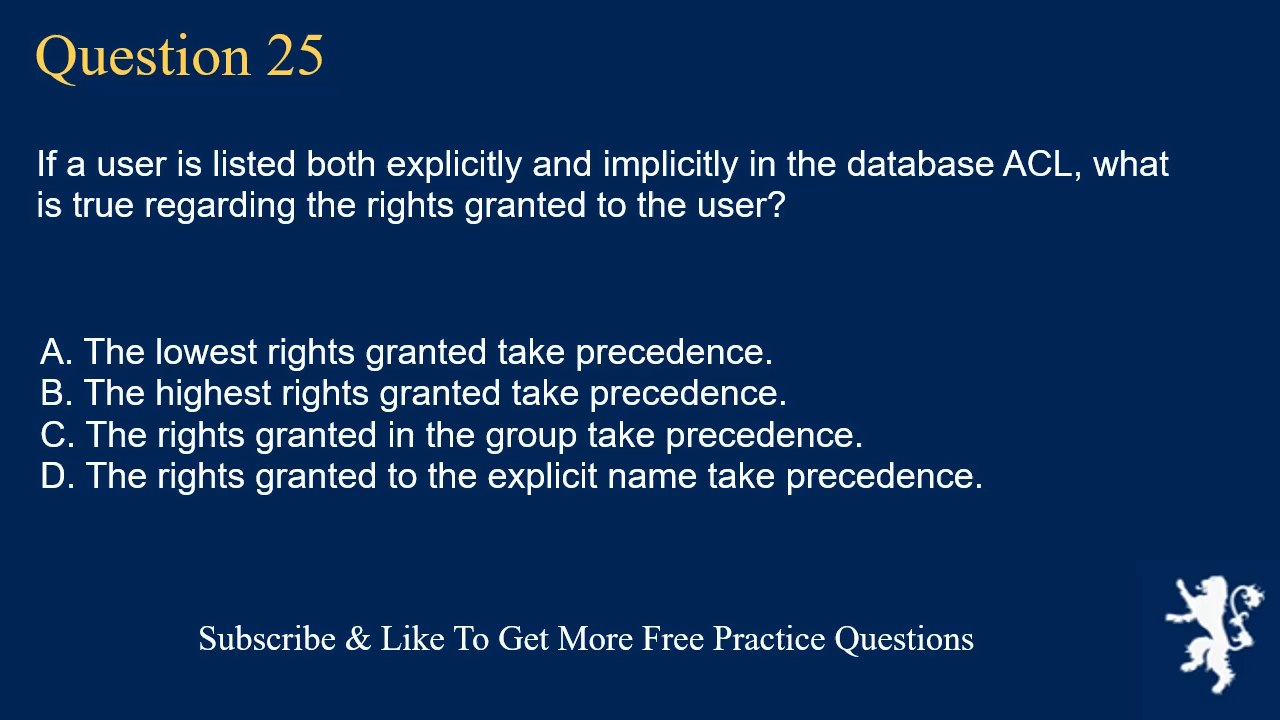 Question 25
If a user is listed both explicitly and implicitly in the database ACL, what
is true regarding the rights granted to the user?
A. The lowest rights granted take precedence.
B. The highest rights granted take precedence.
C. The rights granted in the group take precedence.
D. The rights granted to the explicit name take precedence.
Subscribe & Like To Get More Free Practice Questions